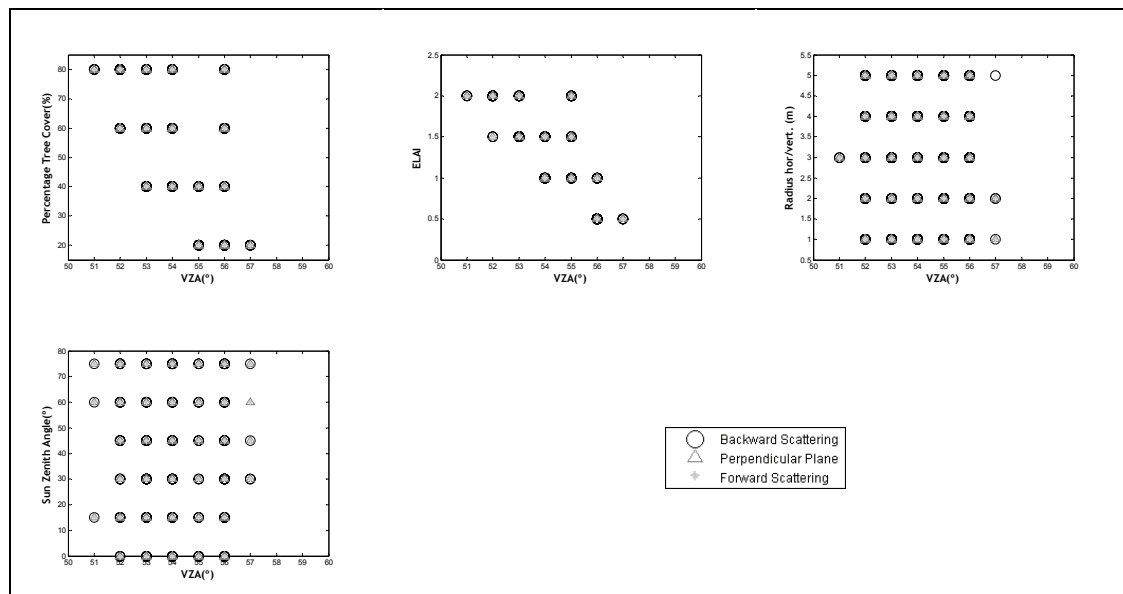 80
70
60
50
40
30
20
Percentage Tree Cover(%)
50 51 52 53 54 55 56 57 58 59 60
VZA(º)
2.5
2
1.5
1
0.5
0
ELAI
50 51 52 53 54 55 56 57 58 59 60
VZA(º)
5.5
5
4.5
4
3.5
3
2.5
2
1.5
1
0.5
Radius hor/vert. (m)
50 51 52 53 54 55 56 57 58 59 60
VZA(º)
80
70
60
50
40
30
20
10
0
Sun Zenith Angle(º)
50 51 52 53 54 55 56 57 58 59 60
VZA(º)
Backward Scattering
Perpendicular Plane
Forward Scattering